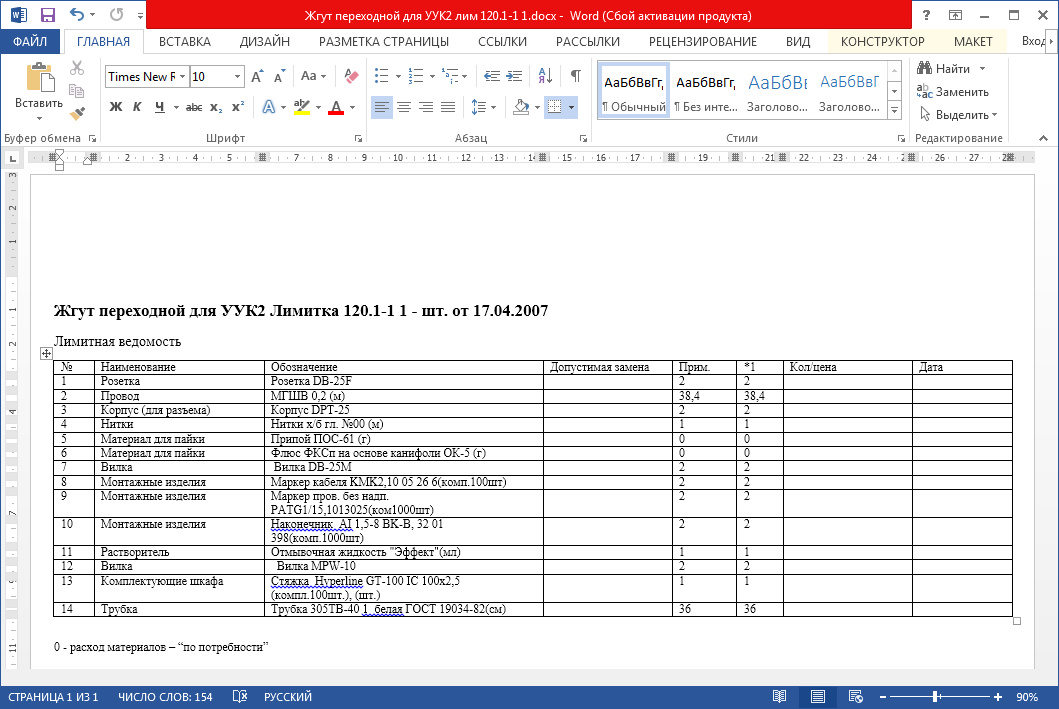 Жгут переходной для УУК2 лим 120.1-1 1.docx - Word (Сбой активации продукта)
ФАЙЛ ГЛАВНАЯ ВСТАВКА ДИЗАЙН РАЗМЕТКА СТРАНИЦЫ ССЫЛКИ РАССЫЛКИ РЕЦЕНЗИРОВАНИЕ ВИД КОНСТРУКТОР МАКЕТ Вход
Вставить
Times New R 10
Ж К Ч abc x₂ x²
АаБбВвГг, АаБбВвГг, АаБбВı АаБбВвГ
¶ Обычный ¶ Без инте... Заголово... Заголово...
Найти
Заменить
Выделить
Буфер обмена Шрифт Абзац Стили Редактирование
Жгут переходной для УУК2 Лимитка 120.1-1 1 - шт. от 17.04.2007
Лимитная ведомость
№ Наименование Обозначение Допустимая замена Прим. *1 Кол/цена Дата
1 Розетка Розетка DB-25F 2 2
2 Провод МГШВ 0,2 (м) 38,4 38,4
3 Корпус (для разъема) Корпус DPT-25 2 2
4 Нитки Нитки х/б гл. №00 (м) 1 1
5 Материал для пайки Припой ПОС-61 (г) 0 0
6 Материал для пайки Флюс ФКСп на основе канифоли ОК-5 (г) 0 0
7 Вилка Вилка DB-25M 2 2
8 Монтажные изделия Маркер кабеля KMK2,10 05 26 6(комп.100шт) 2 2
9 Монтажные изделия Маркер пров. без надп. 2 2
PATG1/15,1013025(ком1000шт)
10 Монтажные изделия Наконечник AI 1,5-8 BK-B, 32 01 2 2
398(комп.1000шт)
11 Растворитель Отмывочная жидкость "Эффект"(мл) 1 1
12 Вилка Вилка MPW-10 2 2
13 Комплектующие шкафа Стяжка Hyperline GT-100 IC 100x2,5 1 1
(компл.100шт.), (шт.)
14 Трубка Трубка 305ТВ-40 1 белая ГОСТ 19034-82(см) 36 36
0 - расход материалов – “по потребности”
СТРАНИЦА 1 ИЗ 1 ЧИСЛО СЛОВ: 154 РУССКИЙ 90%